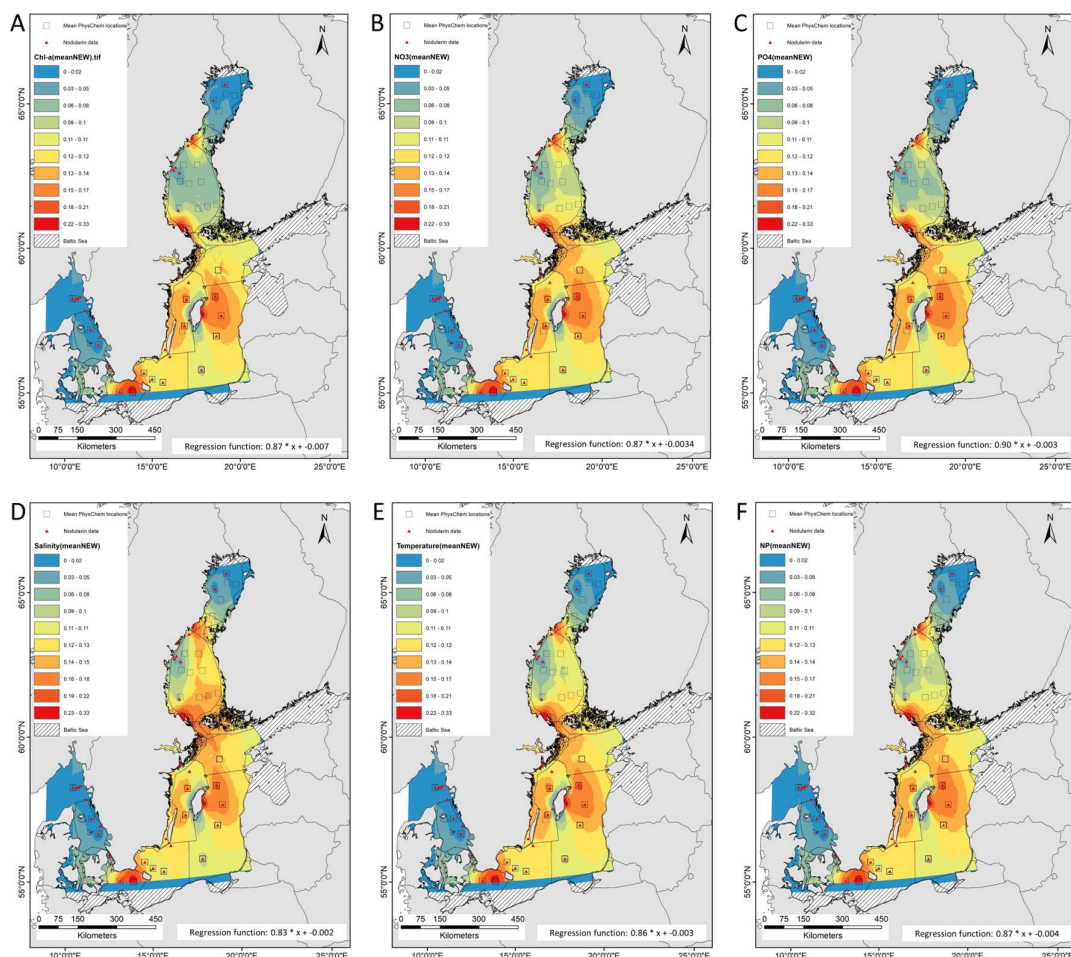 A
Mean PhysChem locations
Nodularin data
Chl-a(meanNEW).tif
0 - 0.02
0.03 - 0.05
0.06 - 0.08
0.09 - 0.1
0.11 - 0.11
0.12 - 0.12
0.13 - 0.14
0.15 - 0.17
0.18 - 0.21
0.22 - 0.33
Baltic Sea
N
65°0'0"N
60°0'0"N
55°0'0"N
0 75 150 300 450
Kilometers
Regression function: 0.87 * x + -0.007
10°0'0"E 15°0'0"E 20°0'0"E 25°0'0"E
B
Mean PhysChem locations
Nodularin data
NO3(meanNEW)
0 - 0.02
0.03 - 0.05
0.06 - 0.08
0.09 - 0.1
0.11 - 0.11
0.12 - 0.12
0.13 - 0.14
0.15 - 0.17
0.18 - 0.21
0.22 - 0.33
Baltic Sea
N
65°0'0"N
60°0'0"N
55°0'0"N
0 75 150 300 450
Kilometers
Regression function: 0.87 * x + -0.0034
10°0'0"E 15°0'0"E 20°0'0"E 25°0'0"E
C
Mean PhysChem locations
Nodularin data
PO4(meanNEW)
0 - 0.02
0.03 - 0.05
0.06 - 0.08
0.09 - 0.1
0.11 - 0.11
0.12 - 0.12
0.13 - 0.14
0.15 - 0.17
0.18 - 0.21
0.22 - 0.33
Baltic Sea
N
65°0'0"N
60°0'0"N
55°0'0"N
0 75 150 300 450
Kilometers
Regression function: 0.90 * x + -0.003
10°0'0"E 15°0'0"E 20°0'0"E 25°0'0"E
D
Mean PhysChem locations
Nodularin data
Salinity(meanNEW)
0 - 0.02
0.03 - 0.05
0.06 - 0.08
0.09 - 0.1
0.11 - 0.11
0.12 - 0.13
0.14 - 0.15
0.16 - 0.18
0.19 - 0.22
0.23 - 0.33
Baltic Sea
N
65°0'0"N
60°0'0"N
55°0'0"N
0 75 150 300 450
Kilometers
Regression function: 0.83 * x + -0.002
10°0'0"E 15°0'0"E 20°0'0"E 25°0'0"E
E
Mean PhysChem locations
Nodularin data
Temperature(meanNEW)
0 - 0.02
0.03 - 0.05
0.06 - 0.08
0.09 - 0.1
0.11 - 0.11
0.12 - 0.12
0.13 - 0.14
0.15 - 0.17
0.18 - 0.21
0.22 - 0.33
Baltic Sea
N
65°0'0"N
60°0'0"N
55°0'0"N
0 75 150 300 450
Kilometers
Regression function: 0.86 * x + -0.003
10°0'0"E 15°0'0"E 20°0'0"E 25°0'0"E
F
Mean PhysChem locations
Nodularin data
NP(meanNEW)
0 - 0.02
0.03 - 0.05
0.06 - 0.08
0.09 - 0.1
0.11 - 0.11
0.12 - 0.13
0.14 - 0.14
0.15 - 0.17
0.18 - 0.21
0.22 - 0.32
Baltic Sea
N
65°0'0"N
60°0'0"N
55°0'0"N
0 75 150 300 450
Kilometers
Regression function: 0.87 * x + -0.004
10°0'0"E 15°0'0"E 20°0'0"E 25°0'0"E